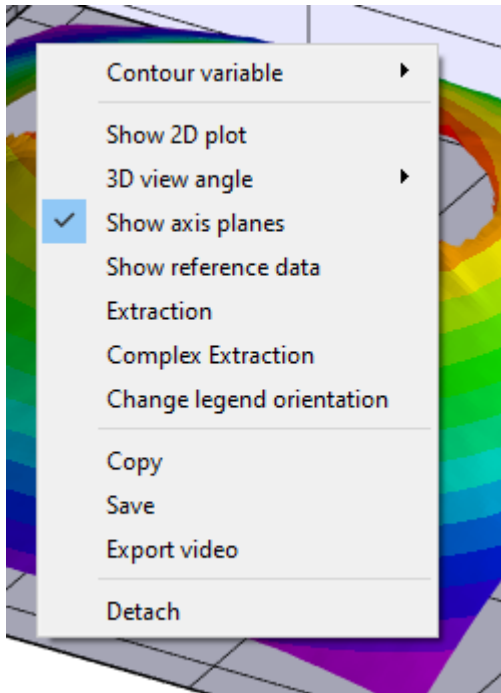 Contour variable
Show 2D plot
3D view angle
Show axis planes
Show reference data
Extraction
Complex Extraction
Change legend orientation
Copy
Save
Export video
Detach